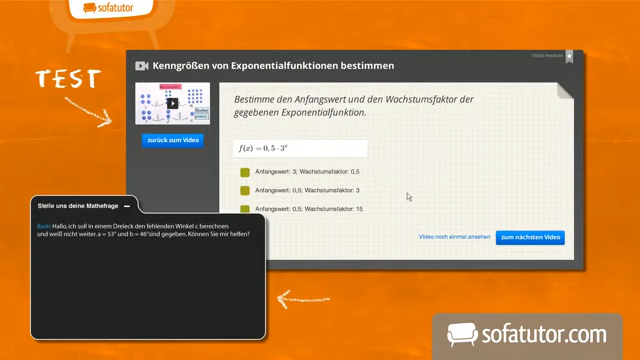 sofatutor
Video merken
Kenngrößen von Exponentialfunktionen bestimmen
TEST
Bestimme den Anfangswert und den Wachstumsfaktor der
gegebenen Exponentialfunktion.
zurück zum Video
f(x) = 0, 5 · 3ˣ
Anfangswert: 3; Wachstumsfaktor: 0,5
Anfangswert: 0,5; Wachstumsfaktor: 3
Anfangswert: 0,5; Wachstumsfaktor: 15
Video noch einmal ansehen
zum nächsten Video
Stelle uns deine Mathefrage
Hallo, ich soll in einem Dreieck den fehlenden Winkel c berechnen
und weiß nicht weiter. a = 53° und b = 46°sind gegeben. Können Sie mir helfen?
sofatutor.com